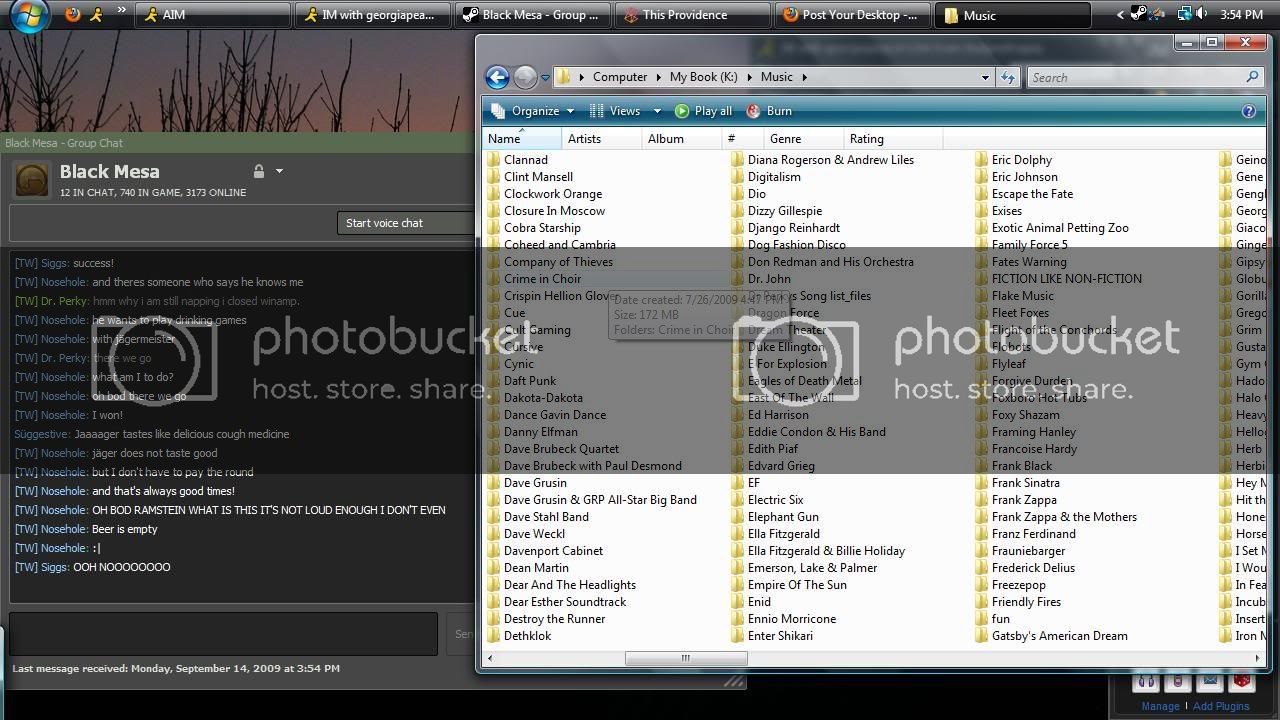 AIM
IM with georgiapea...
Black Mesa - Group ...
This Providence
Post Your Desktop -...
Music
3:54 PM
Computer
My Book (K:)
Music
Search
Organize
Views
Play all
Burn
Name
Artists
Album
#
Genre
Rating
Black Mesa - Group Chat
Black Mesa
12 IN CHAT, 740 IN GAME, 3173 ONLINE
Start voice chat
[TW] Siggs: success!
[TW] Nosehole: and theres someone who says he knows me
[TW] Dr. Perky: hmm why i am still napping i closed winamp.
[TW] Nosehole: he wants to play drinking games
[TW] Nosehole: with jägermeister
[TW] Dr. Perky: there we go
[TW] Nosehole: what am I to do?
[TW] Nosehole: oh bod there we go
[TW] Nosehole: I won!
Süggestive: Jaaaager tastes like delicious cough medicine
[TW] Nosehole: jäger does not taste good
[TW] Nosehole: but I don't have to pay the round
[TW] Nosehole: and that's always good times!
[TW] Nosehole: OH BOD RAMSTEIN WHAT IS THIS IT'S NOT LOUD ENOUGH I DON'T EVEN
[TW] Nosehole: Beer is empty
[TW] Nosehole: :|
[TW] Siggs: OOH NOOOOOOOO
Sen
Last message received: Monday, September 14, 2009 at 3:54 PM
Clannad
Clint Mansell
Clockwork Orange
Closure In Moscow
Cobra Starship
Coheed and Cambria
Company of Thieves
Crime in Choir
Crispin Hellion Glove
Cue
Cult Gaming
Cursive
Cynic
Daft Punk
Dakota-Dakota
Dance Gavin Dance
Danny Elfman
Dave Brubeck Quartet
Dave Brubeck with Paul Desmond
Dave Grusin
Dave Grusin & GRP All-Star Big Band
Dave Stahl Band
Dave Weckl
Davenport Cabinet
Dean Martin
Dear And The Headlights
Dear Esther Soundtrack
Destroy the Runner
Dethklok
Date created: 7/26/2009 4:47 PM
Size: 172 MB
Folders: Crime in Choir
Diana Rogerson & Andrew Liles
Digitalism
Dio
Dizzy Gillespie
Django Reinhardt
Dog Fashion Disco
Don Redman and His Orchestra
Dr. John
Dr. Perkys Song list_files
Dragon Force
Dream Theater
Duke Ellington
E For Explosion
Eagles of Death Metal
East Of The Wall
Ed Harrison
Eddie Condon & His Band
Edith Piaf
Edvard Grieg
EF
Electric Six
Elephant Gun
Ella Fitzgerald
Ella Fitzgerald & Billie Holiday
Emerson, Lake & Palmer
Empire Of The Sun
Enid
Ennio Morricone
Enter Shikari
Eric Dolphy
Eric Johnson
Escape the Fate
Exises
Exotic Animal Petting Zoo
Family Force 5
Fates Warning
FICTION LIKE NON-FICTION
Flake Music
Fleet Foxes
Flight of the Conchords
Flobots
Flyleaf
Forgive Durden
Foxboro Hot Tubs
Foxy Shazam
Framing Hanley
Francoise Hardy
Frank Black
Frank Sinatra
Frank Zappa
Frank Zappa & the Mothers
Franz Ferdinand
Frauniebarger
Frederick Delius
Freezepop
Friendly Fires
fun
Gatsby's American Dream
Geino
Gene
Gengl
Georg
Giaco
Ginge
Gipsy
Globu
Gorilla
Grim
Gusta
Gym
Hado
Halo
Heavy
Hellog
Herb
Herbi
Hey M
Hit th
Hone
Horse
I Set M
I Wou
In Fea
Incub
Insert
Iron M
photobucket
host. store. share.
photobucket
host. store. share.
Manage | Add Plugins